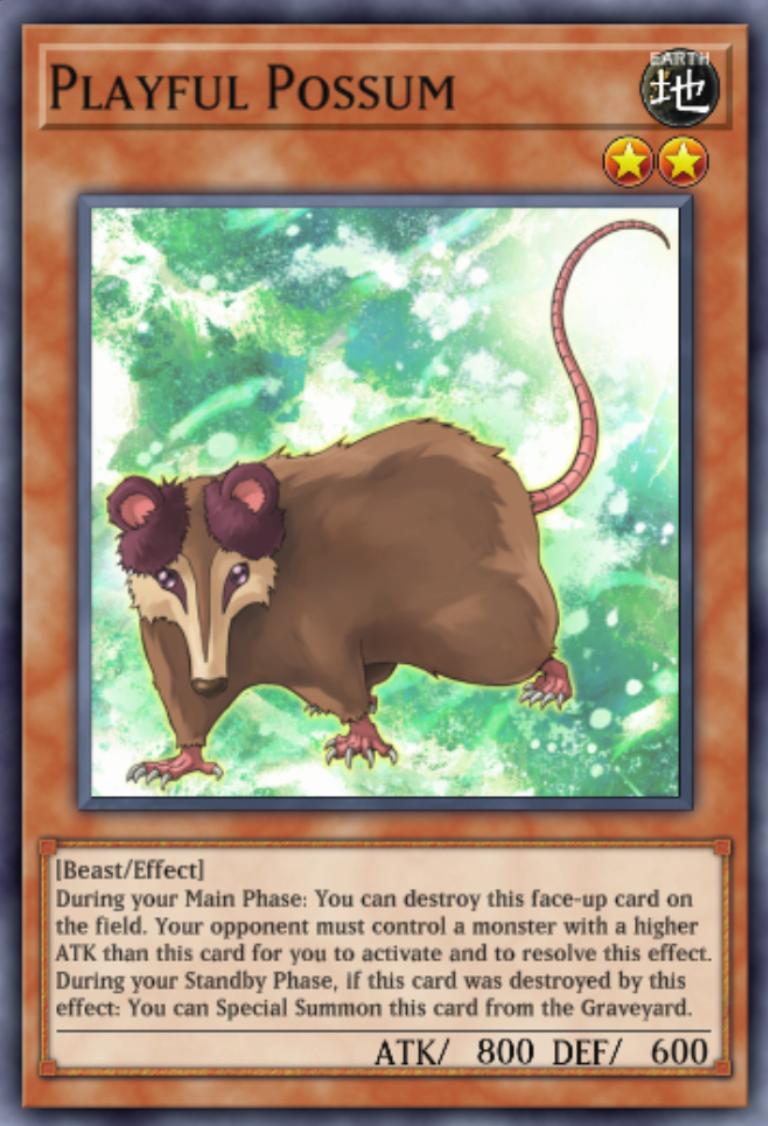 PLAYFUL POSSUM
EARTH
地
[Beast/Effect]
During your Main Phase: You can destroy this face-up card on
the field. Your opponent must control a monster with a higher
ATK than this card for you to activate and to resolve this effect.
During your Standby Phase, if this card was destroyed by this
effect: You can Special Summon this card from the Graveyard.
ATK/ 800 DEF/ 600